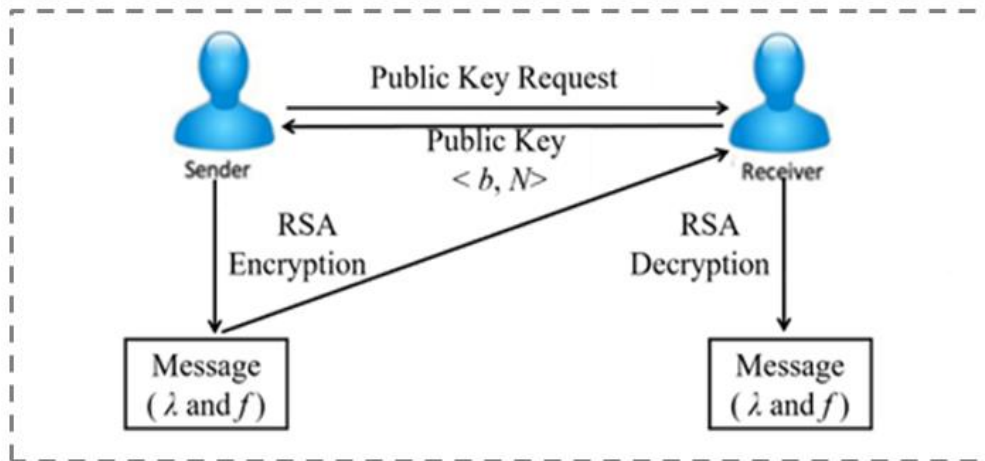 Public Key Request
Public Key
< b, N>
Sender
Receiver
RSA
Encryption
RSA
Decryption
Message
( λ and f )
Message
( λ and f )